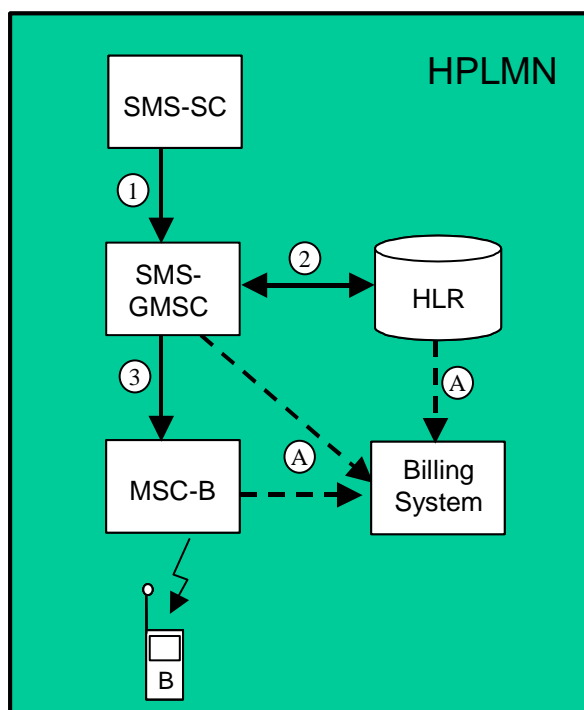 HPLMN
SMS-SC
1
SMS-
GMSC
2
HLR
3
A
A
MSC-B
Billing
System
B